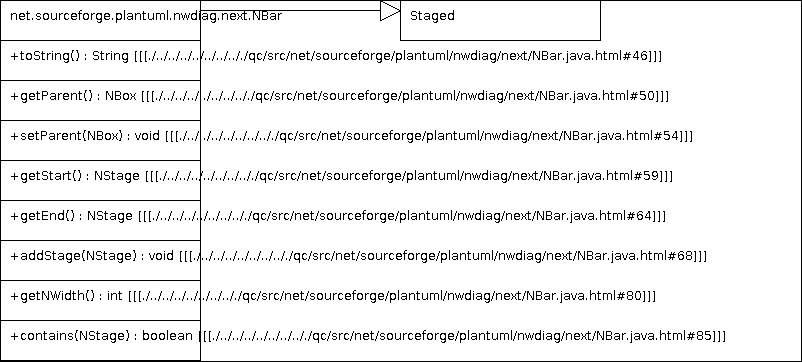 net.sourceforge.plantuml.nwdiag.next.NBar
Staged
+toString() : String [[[./../../../../../../../qc/src/net/sourceforge/plantuml/nwdiag/next/NBar.java.html#46]]]
+getParent() : NBox [[[./../../../../../../../qc/src/net/sourceforge/plantuml/nwdiag/next/NBar.java.html#50]]]
+setParent(NBox) : void [[[./../../../../../../../qc/src/net/sourceforge/plantuml/nwdiag/next/NBar.java.html#54]]]
+getStart() : NStage [[[./../../../../../../../qc/src/net/sourceforge/plantuml/nwdiag/next/NBar.java.html#59]]]
+getEnd() : NStage [[[./../../../../../../../qc/src/net/sourceforge/plantuml/nwdiag/next/NBar.java.html#64]]]
+addStage(NStage) : void [[[./../../../../../../../qc/src/net/sourceforge/plantuml/nwdiag/next/NBar.java.html#68]]]
+getNWidth() : int [[[./../../../../../../../qc/src/net/sourceforge/plantuml/nwdiag/next/NBar.java.html#80]]]
+contains(NStage) : boolean [[[./../../../../../../../qc/src/net/sourceforge/plantuml/nwdiag/next/NBar.java.html#85]]]